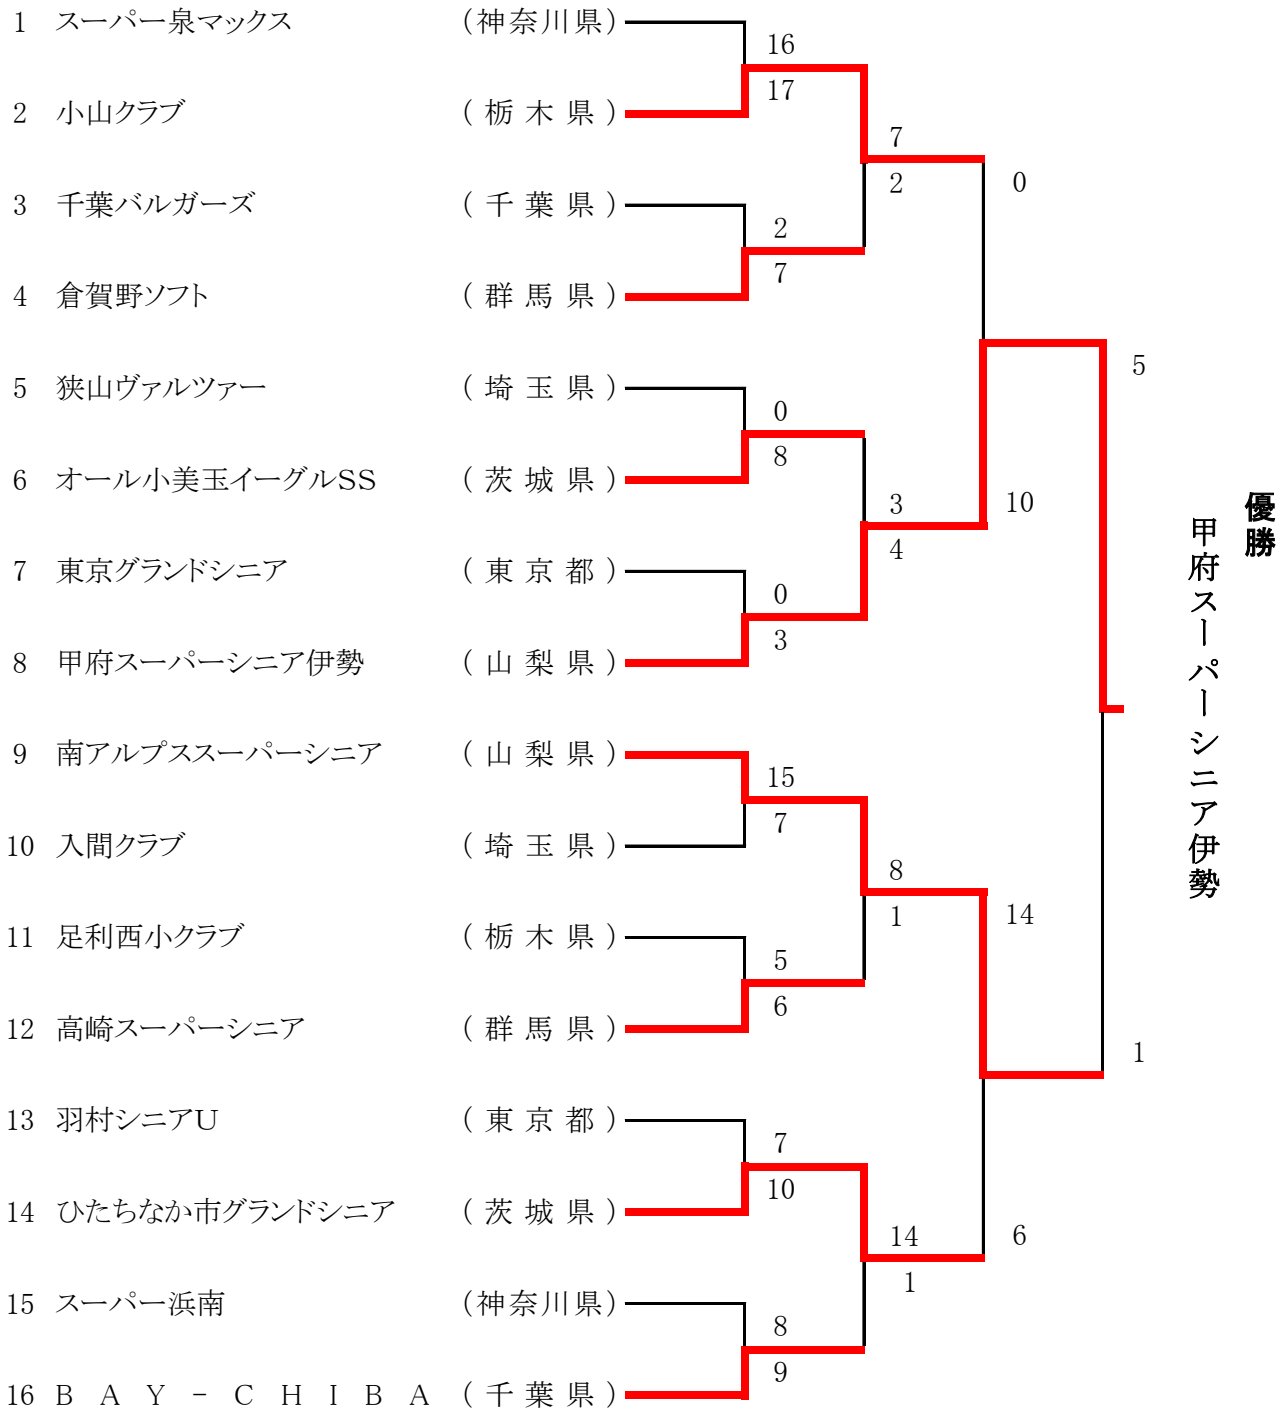 1 スーパー泉マックス (神奈川県)
16
17
2 小山クラブ (栃木県)
7
2
0
3 千葉バルガーズ (千葉県)
2
7
4 倉賀野ソフト (群馬県)
5
5 狭山ヴァルツァー (埼玉県)
0
8
6 オール小美玉イーグルSS (茨城県)
3
4
10
7 東京グランドシニア (東京都)
0
3
8 甲府スーパーシニア伊勢 (山梨県)
優勝
甲府スーパーシニア伊勢
9 南アルプススーパーシニア (山梨県)
15
7
10 入間クラブ (埼玉県)
8
1
14
11 足利西小クラブ (栃木県)
5
6
12 高崎スーパーシニア (群馬県)
1
13 羽村シニアU (東京都)
7
10
14 ひたちなか市グランドシニア (茨城県)
14
1
6
15 スーパー浜南 (神奈川県)
8
9
16 BAY-CHIBA (千葉県)